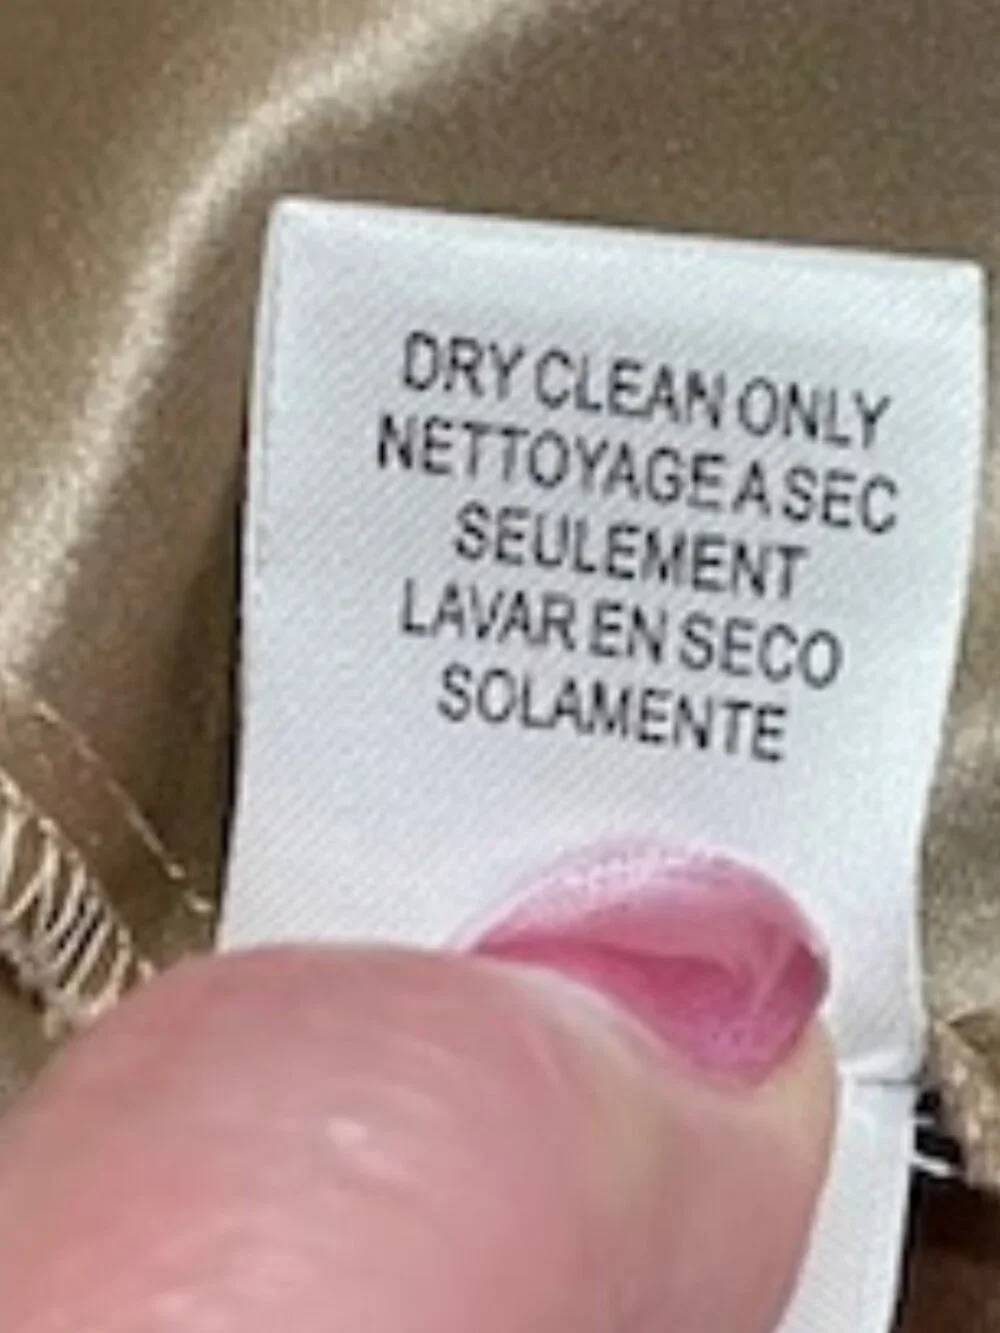 DRY CLEAN ONLY
NETTOYAGE A SEC
SEULEMENT
LAVAR EN SECO
SOLAMENTE